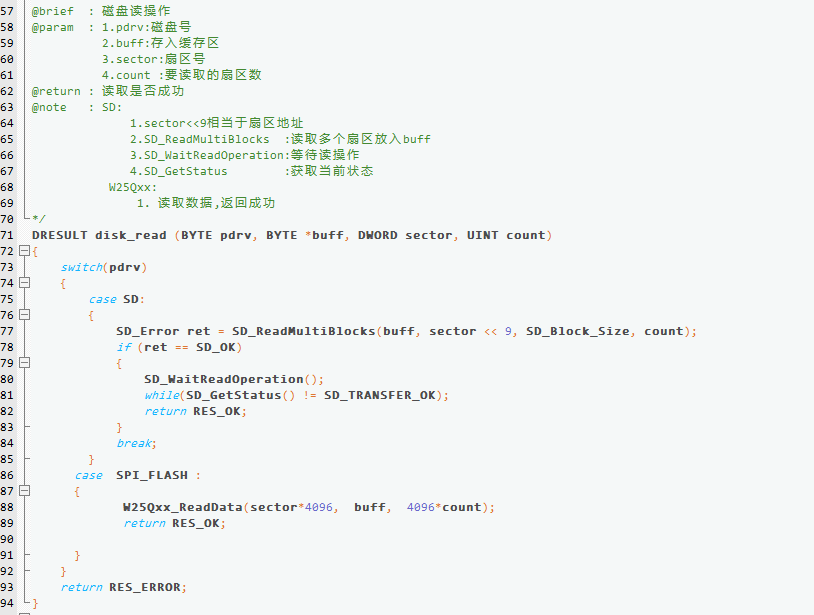 57 @brief  : 磁盘读操作
58 @param  : 1.pdrv:磁盘号
59           2.buff:存入缓存区
60           3.sector:扇区号
61           4.count :要读取的扇区数
62 @return : 读取是否成功
63 @note   : SD:
64               1.sector<<9相当于扇区地址
65               2.SD_ReadMultiBlocks  :读取多个扇区放入buff
66               3.SD_WaitReadOperation:等待读操作
67               4.SD_GetStatus        :获取当前状态
68            W25Qxx:
69                1. 读取数据,返回成功
70 */
71 DRESULT disk_read (BYTE pdrv, BYTE *buff, DWORD sector, UINT count)
72 {
73     switch(pdrv)
74     {
75         case SD:
76         {
77             SD_Error ret = SD_ReadMultiBlocks(buff, sector << 9, SD_Block_Size, count);
78             if (ret == SD_OK)
79             {
80                 SD_WaitReadOperation();
81                 while(SD_GetStatus() != SD_TRANSFER_OK);
82                 return RES_OK;
83             }
84             break;
85         }
86       case  SPI_FLASH :
87       {
88              W25Qxx_ReadData(sector*4096,  buff,  4096*count);
89              return RES_OK;
90
91       }
92     }
93     return RES_ERROR;
94 }